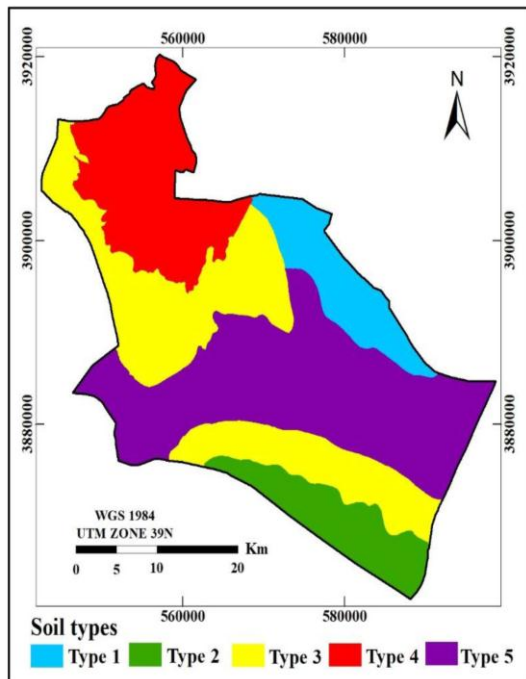 560000 580000
3920000 3920000
N
3900000 3900000
3880000 3880000
WGS 1984
UTM ZONE 39N
Km
0 5 10 20
560000 580000
Soil types
Type 1 Type 2 Type 3 Type 4 Type 5